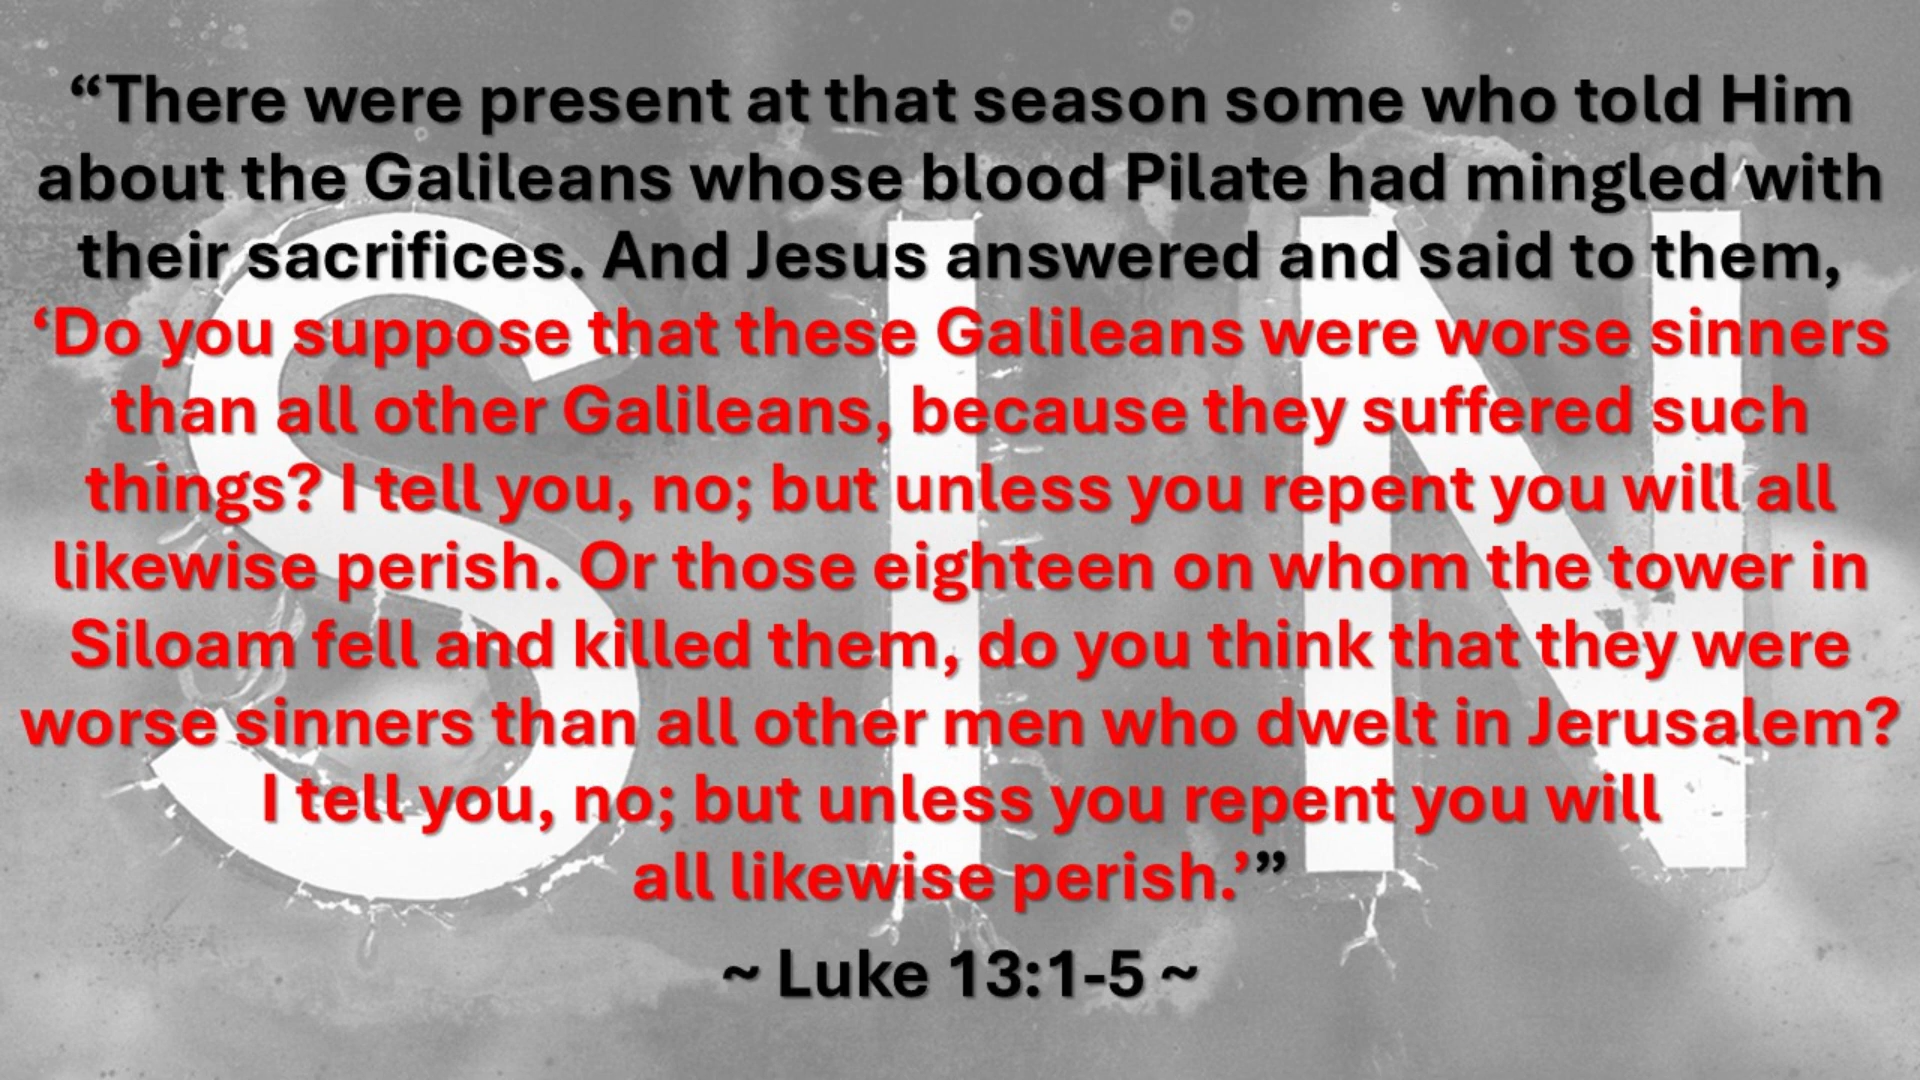 “There were present at that season some who told Him
about the Galileans whose blood Pilate had mingled with
their sacrifices. And Jesus answered and said to them,
‘Do you suppose that these Galileans were worse sinners
than all other Galileans, because they suffered such
things? I tell you, no; but unless you repent you will all
likewise perish. Or those eighteen on whom the tower in
Siloam fell and killed them, do you think that they were
worse sinners than all other men who dwelt in Jerusalem?
I tell you, no; but unless you repent you will
all likewise perish.’”
~ Luke 13:1-5 ~
SIN